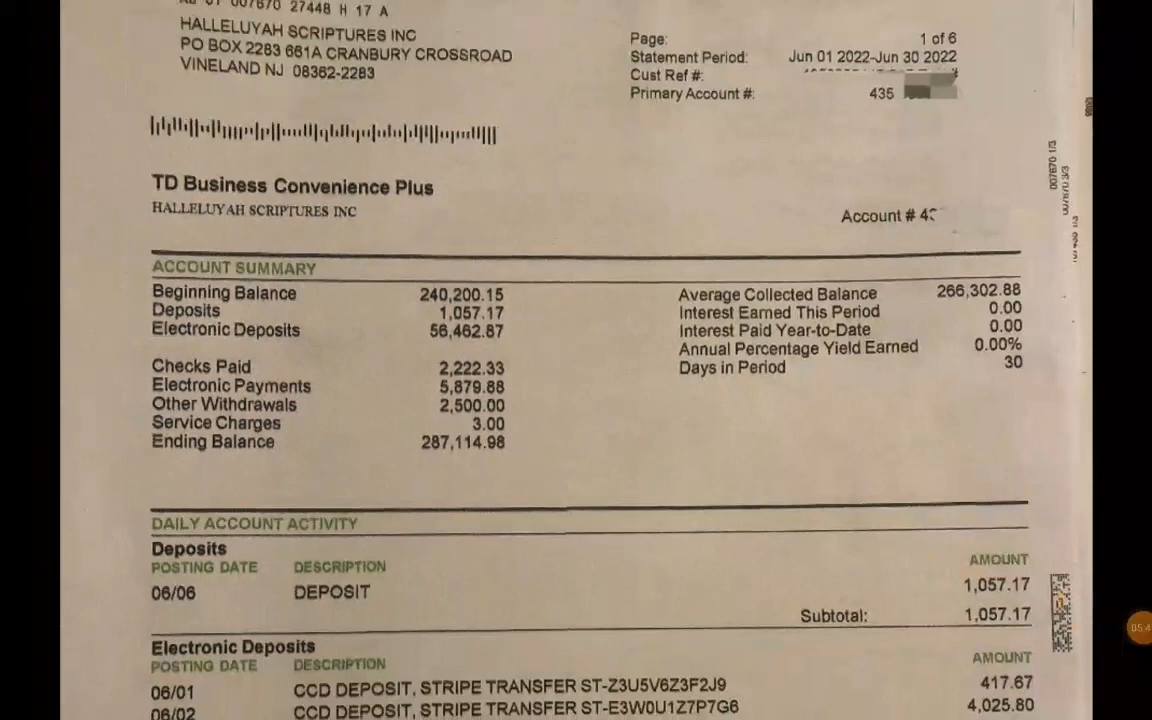 007670 27448 H 17 A
HALLELUYAH SCRIPTURES INC
PO BOX 2283 661A CRANBURY CROSSROAD
VINELAND NJ 08362-2283
Page: 1 of 6
Statement Period: Jun 01 2022-Jun 30 2022
Cust Ref #:
Primary Account #: 435
TD Business Convenience Plus
HALLELUYAH SCRIPTURES INC
Account #
ACCOUNT SUMMARY
Beginning Balance 240,200.15
Deposits 1,057.17
Electronic Deposits 56,462.87
Checks Paid 2,222.33
Electronic Payments 5,879.88
Other Withdrawals 2,500.00
Service Charges 3.00
Ending Balance 287,114.98
Average Collected Balance 266,302.88
Interest Earned This Period 0.00
Interest Paid Year-to-Date 0.00
Annual Percentage Yield Earned 0.00%
Days in Period 30
DAILY ACCOUNT ACTIVITY
Deposits
POSTING DATE DESCRIPTION AMOUNT
06/06 DEPOSIT 1,057.17
Subtotal: 1,057.17
Electronic Deposits
POSTING DATE DESCRIPTION AMOUNT
06/01 CCD DEPOSIT, STRIPE TRANSFER ST-Z3U5V6Z3F2J9 417.67
06/02 CCD DEPOSIT, STRIPE TRANSFER ST-E3W0U1Z7P7G6 4,025.80
007670 1/3